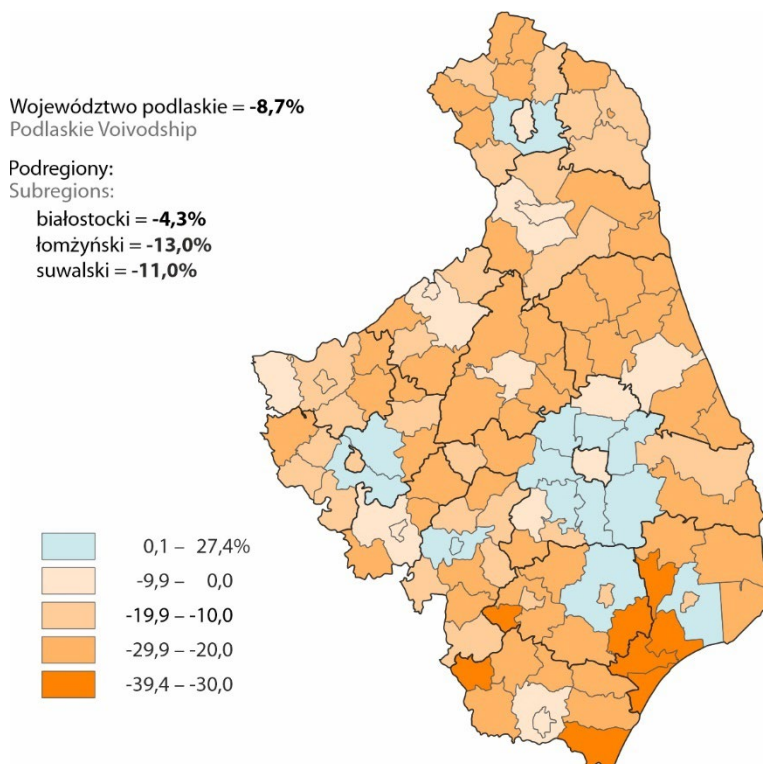 Województwo podlaskie = -8,7%
Podlaskie Voivodship
Podregiony:
Subregions:
białostocki = -4,3%
łomżyński = -13,0%
suwalski = -11,0%
0,1 – 27,4%
-9,9 – 0,0
-19,9 – -10,0
-29,9 – -20,0
-39,4 – -30,0